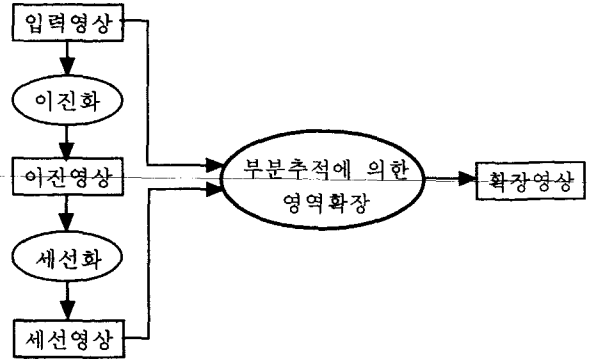 입력영상
이진화
이진영상
세선화
세선영상
부분추적에 의한
영역확장
확장영상